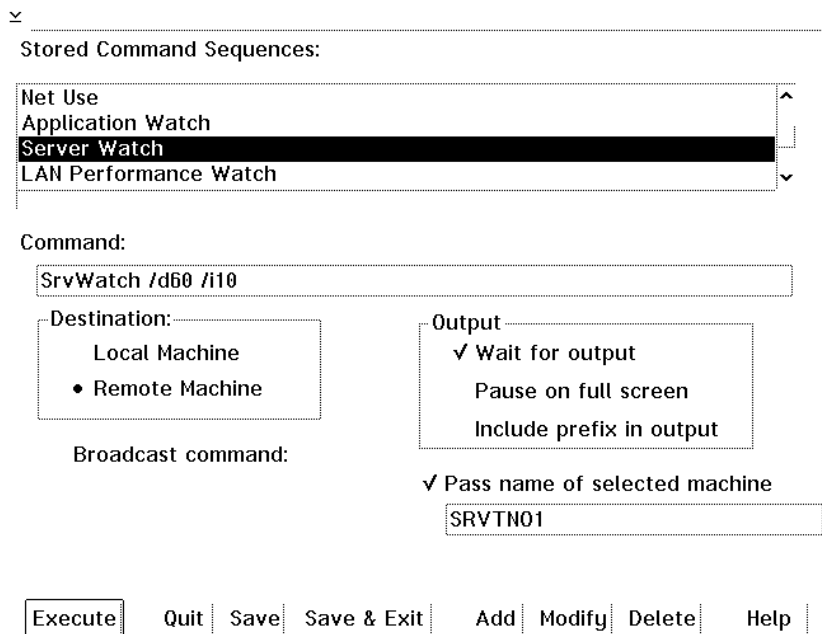 Stored Command Sequences:
Net Use
Application Watch
Server Watch
LAN Performance Watch
Command:
SrvWatch /d60 /i10
Destination:
Local Machine
Remote Machine
Broadcast command:
Output
Wait for output
Pause on full screen
Include prefix in output
Pass name of selected machine
SRVTNO1
Execute Quit Save Save & Exit Add Modify Delete Help